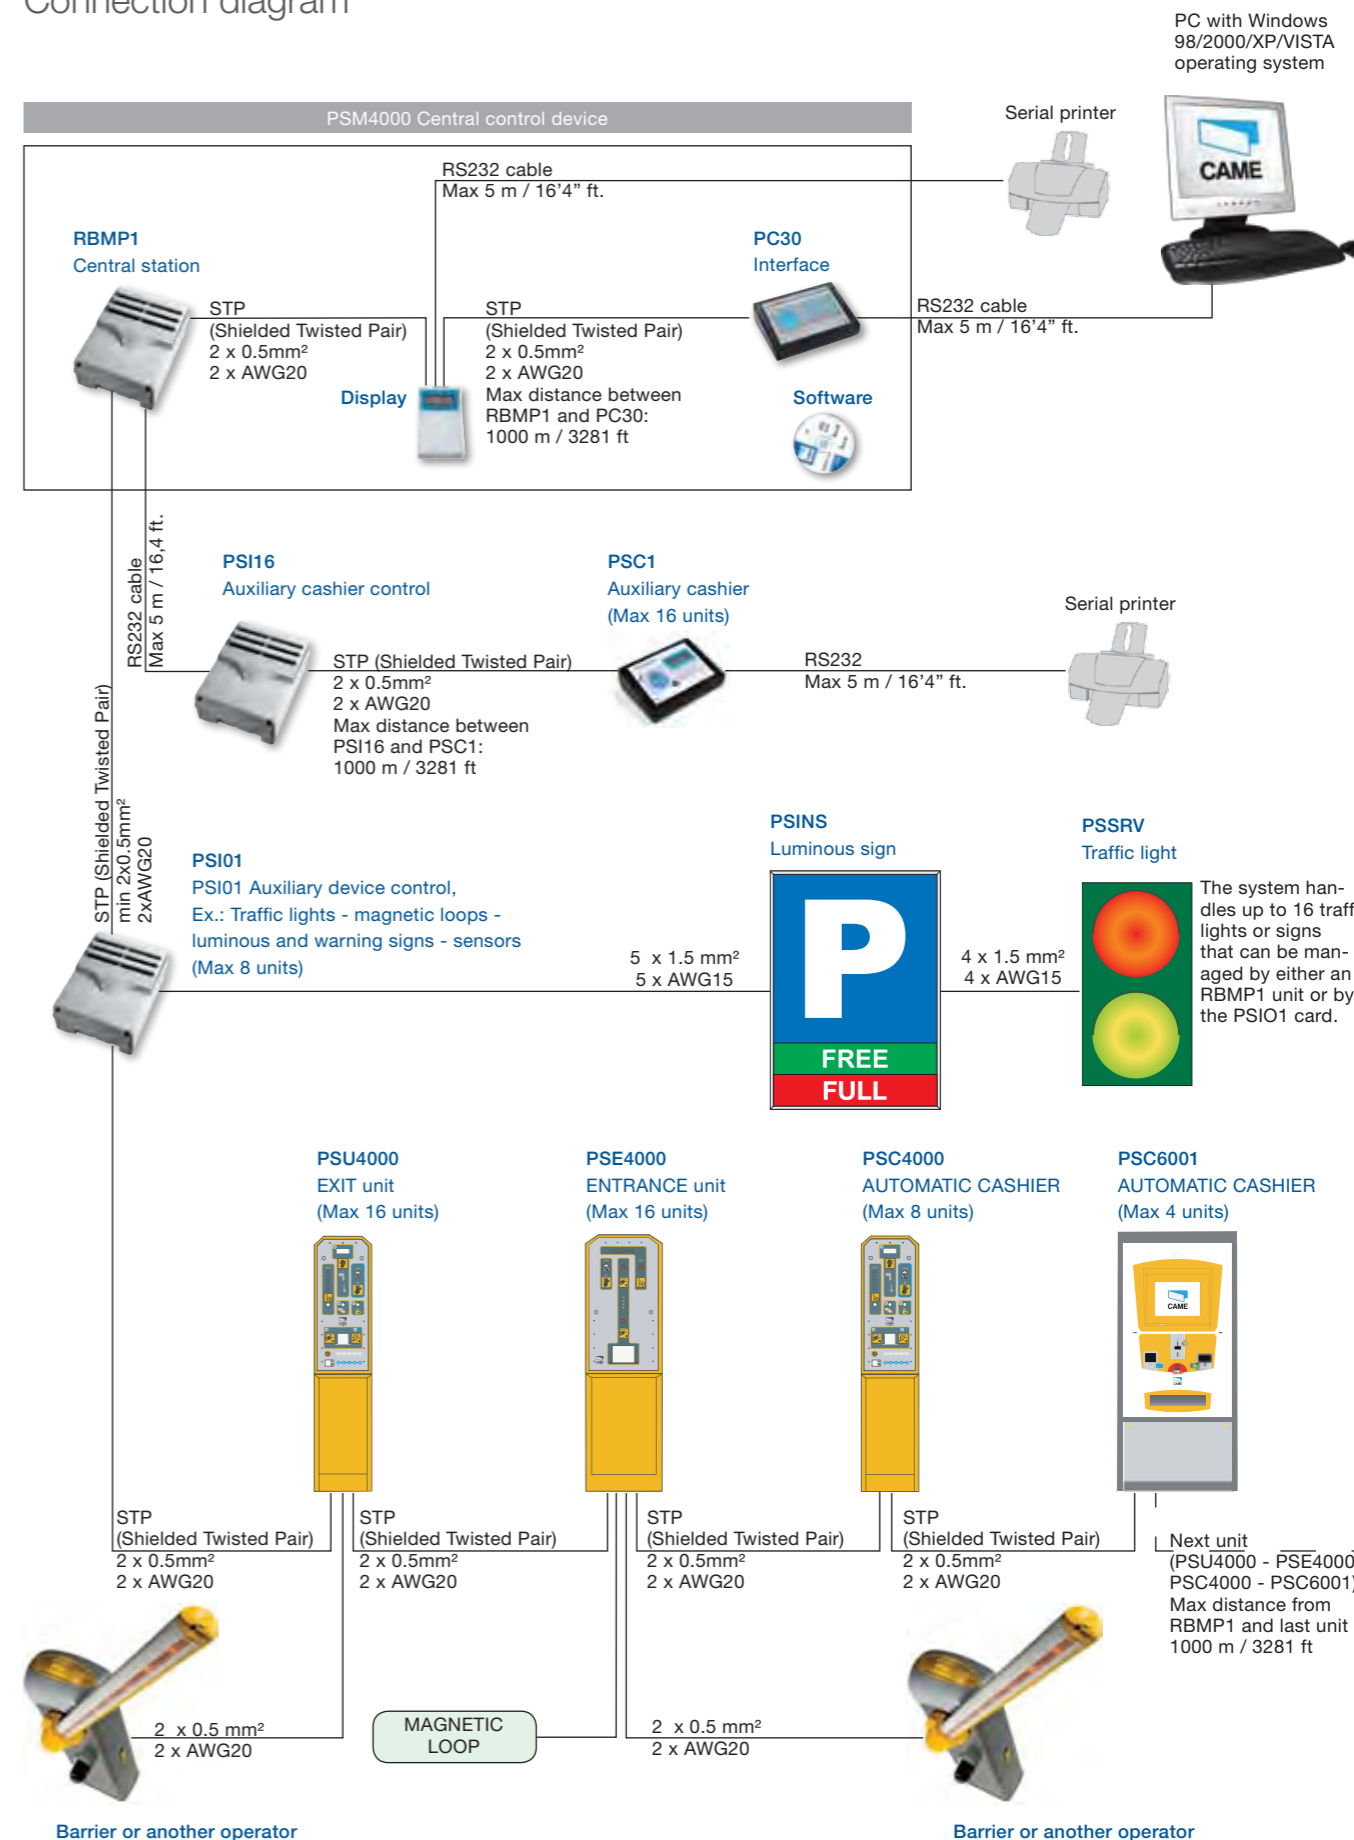 Connection diagram
PC with Windows
98/2000/XP/VISTA
operating system
PSM4000 Central control device
Serial printer
CAME
RS232 cable
Max 5 m / 16'4” ft.
RBMP1
Central station
PC30
Interface
STP
(Shielded Twisted Pair)
2 x 0.5mm²
2 x AWG20
STP
(Shielded Twisted Pair)
2 x 0.5mm²
2 x AWG20
Max distance between
RBMP1 and PC30:
1000 m / 3281 ft
RS232 cable
Max 5 m / 16'4” ft.
Display
Software
RS232 cable
Max 5 m / 16,4 ft.
PSI16
Auxiliary cashier control
PSC1
Auxiliary cashier
(Max 16 units)
Serial printer
STP (Shielded Twisted Pair)
2 x 0.5mm²
2 x AWG20
Max distance between
PSI16 and PSC1:
1000 m / 3281 ft
RS232
Max 5 m / 16'4” ft.
STP (Shielded Twisted Pair)
min 2x0.5mm²
2xAWG20
PSI01
PSI01 Auxiliary device control,
Ex.: Traffic lights - magnetic loops -
luminous and warning signs - sensors
(Max 8 units)
PSINS
Luminous sign
PSSRV
Traffic light
5 x 1.5 mm²
5 x AWG15
P
FREE
FULL
4 x 1.5 mm²
4 x AWG15
The system han-
dles up to 16 traff
lights or signs
that can be man-
aged by either an
RBMP1 unit or by
the PSIO1 card.
PSU4000
EXIT unit
(Max 16 units)
PSE4000
ENTRANCE unit
(Max 16 units)
PSC4000
AUTOMATIC CASHIER
(Max 8 units)
PSC6001
AUTOMATIC CASHIER
(Max 4 units)
CAME
STP
(Shielded Twisted Pair)
2 x 0.5mm²
2 x AWG20
STP
(Shielded Twisted Pair)
2 x 0.5mm²
2 x AWG20
STP
(Shielded Twisted Pair)
2 x 0.5mm²
2 x AWG20
STP
(Shielded Twisted Pair)
2 x 0.5mm²
2 x AWG20
Next unit
(PSU4000 - PSE4000
PSC4000 - PSC6001)
Max distance from
RBMP1 and last unit
1000 m / 3281 ft
2 x 0.5 mm²
2 x AWG20
MAGNETIC
LOOP
2 x 0.5 mm²
2 x AWG20
Barrier or another operator
Barrier or another operator